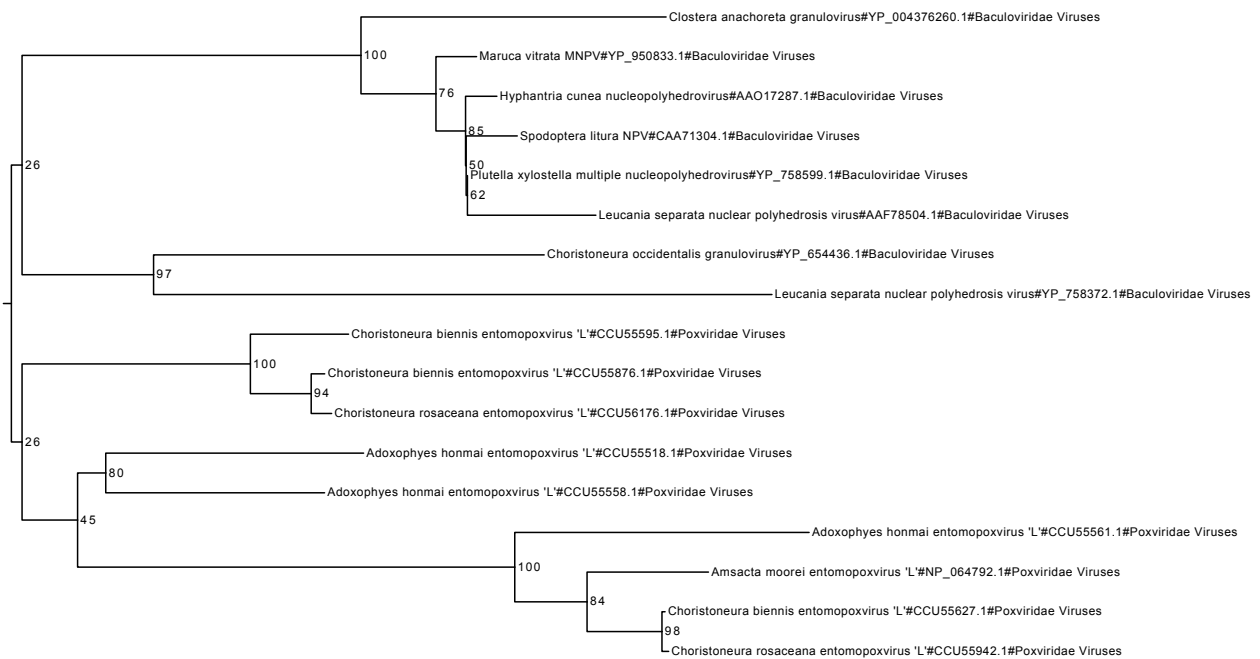 Clostera anachoreta granulovirus#YP_004376260.1#Baculoviridae Viruses
100
Maruca vitrata MNPV#YP_950833.1#Baculoviridae Viruses
76
Hyphantria cunea nucleopolyhedrovirus#AAO17287.1#Baculoviridae Viruses
85
Spodoptera litura NPV#CAA71304.1#Baculoviridae Viruses
26
50
Plutella xylostella multiple nucleopolyhedrovirus#YP_758599.1#Baculoviridae Viruses
62
Leucania separata nuclear polyhedrosis virus#AAF78504.1#Baculoviridae Viruses
Choristoneura occidentalis granulovirus#YP_654436.1#Baculoviridae Viruses
97
Leucania separata nuclear polyhedrosis virus#YP_758372.1#Baculoviridae Viruses
Choristoneura biennis entomopoxvirus 'L'#CCU55595.1#Poxviridae Viruses
100
Choristoneura biennis entomopoxvirus 'L'#CCU55876.1#Poxviridae Viruses
94
Choristoneura rosaceana entomopoxvirus 'L'#CCU56176.1#Poxviridae Viruses
26
Adoxophyes honmai entomopoxvirus 'L'#CCU55518.1#Poxviridae Viruses
80
Adoxophyes honmai entomopoxvirus 'L'#CCU55558.1#Poxviridae Viruses
45
Adoxophyes honmai entomopoxvirus 'L'#CCU55561.1#Poxviridae Viruses
100
Amsacta moorei entomopoxvirus 'L'#NP_064792.1#Poxviridae Viruses
84
Choristoneura biennis entomopoxvirus 'L'#CCU55627.1#Poxviridae Viruses
98
Choristoneura rosaceana entomopoxvirus 'L'#CCU55942.1#Poxviridae Viruses